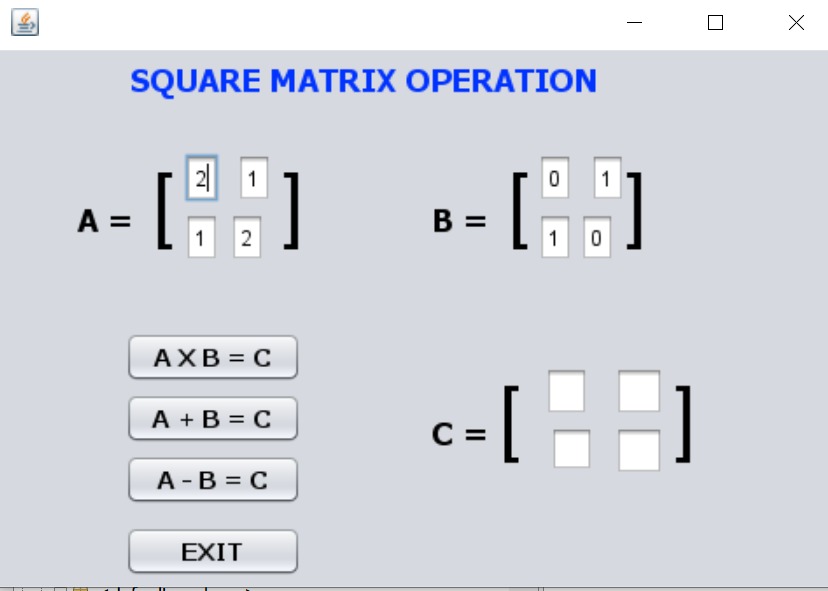 SQUARE MATRIX OPERATION
A = [ 2 1 ] B = [ 0 1 ]
1 2 1 0
A X B = C
A + B = C
C = [ ]
A - B = C
EXIT